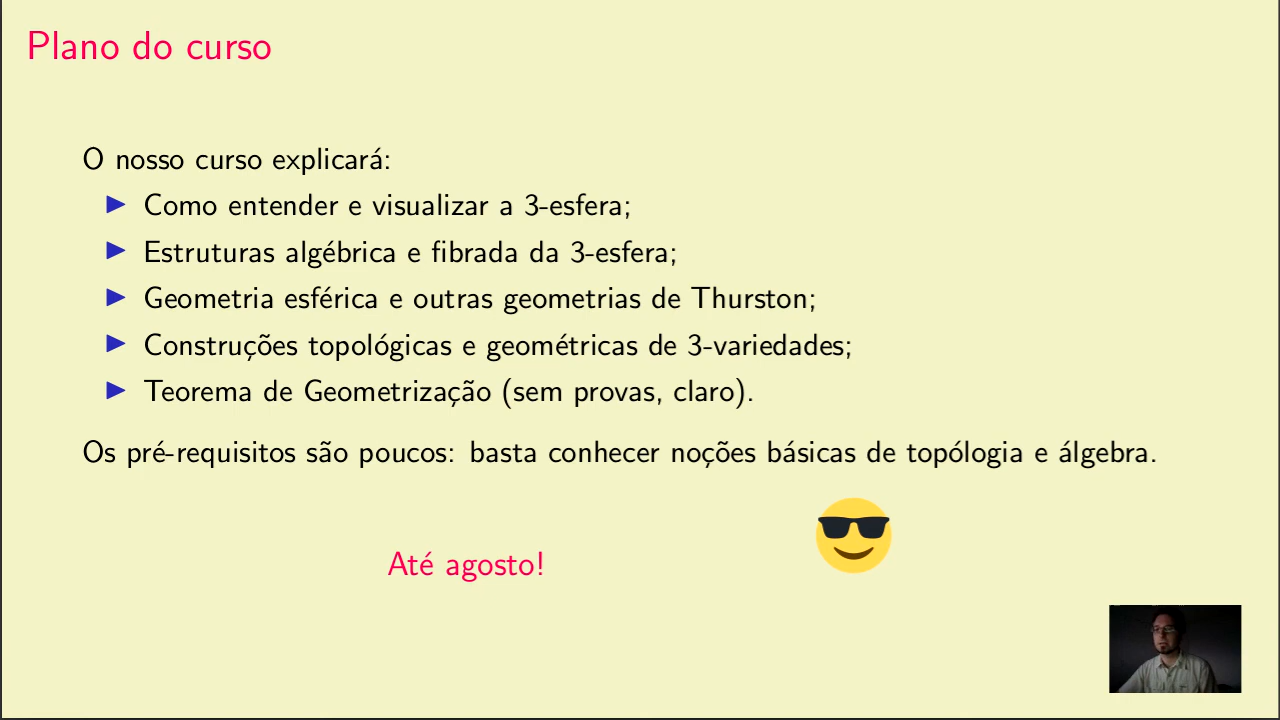 Plano do curso
O nosso curso explicará:
Como entender e visualizar a 3-esfera;
Estruturas algébrica e fibrada da 3-esfera;
Geometria esférica e outras geometrias de Thurston;
Construções topológicas e geométricas de 3-variedades;
Teorema de Geometrização (sem provas, claro).
Os pré-requisitos são poucos: basta conhecer noções básicas de topólogia e álgebra.
Até agosto!